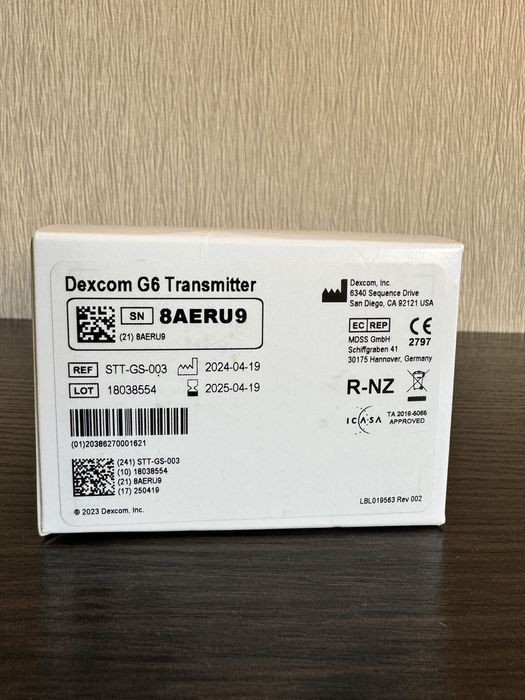 Dexcom G6 Transmitter
SN 8AERU9
(21) 8AERU9
REF STT-GS-003 2024-04-19
LOT 18038554 2025-04-19
(01)20386270001621
(241) STT-GS-003
(10) 18038554
(21) 8AERU9
(17) 250419
© 2023 Dexcom, Inc.
Dexcom, Inc.
6340 Sequence Drive
San Diego, CA 92121 USA
EC REP CE
MDSS GmbH 2797
Schiffgraben 41
30175 Hannover, Germany
R-NZ
ICASA TA 2018-6066
APPROVED
LBL019563 Rev 002